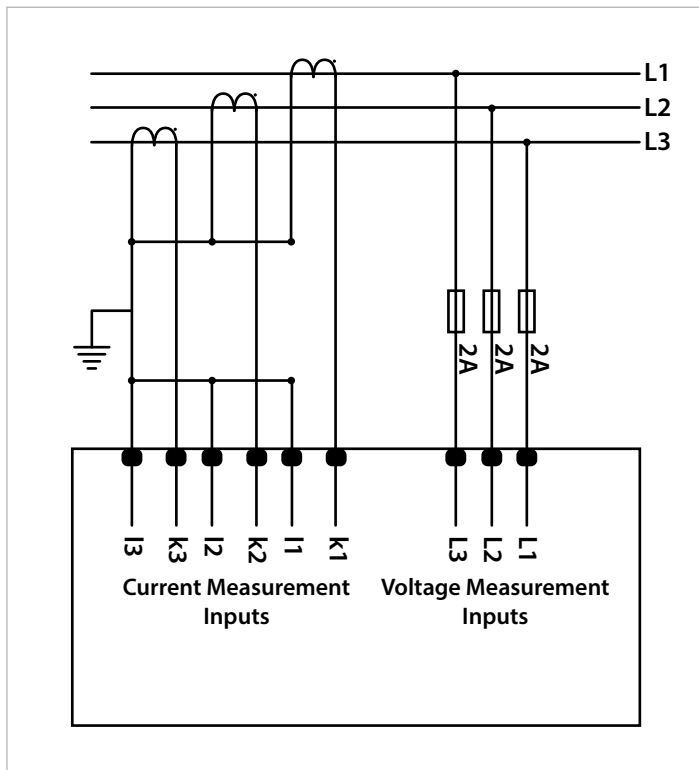 L1
L2
L3
2A
2A
2A
l3
k3
l2
k2
l1
k1
L3
L2
L1
Current Measurement
Inputs
Voltage Measurement
Inputs